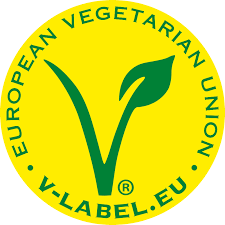 • EUROPEAN VEGETARIAN UNION •
V®
V-LABEL.EU